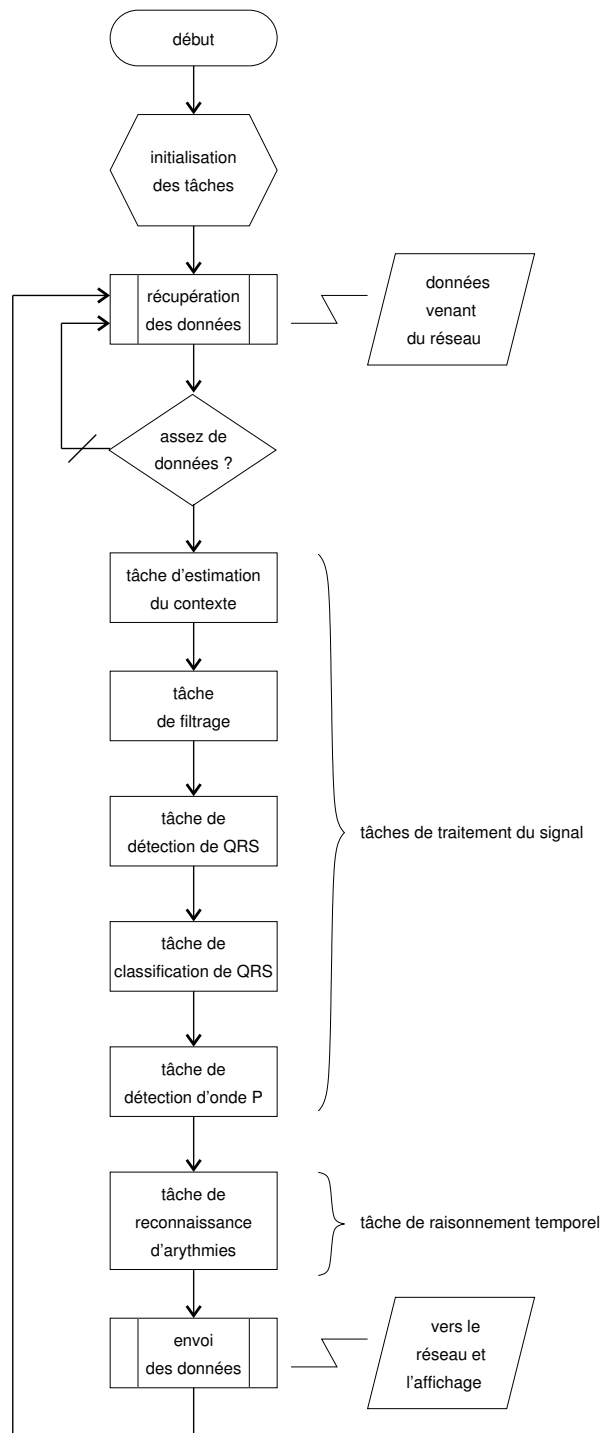 début
initialisation
des tâches
récupération
des données
données
venant
du réseau
assez de
données ?
tâche d'estimation
du contexte
tâche
de filtrage
tâche de
détection de QRS
tâches de traitement du signal
tâche de
classification de QRS
tâche de
détection d'onde P
tâche de
reconnaissance
d'arythmies
tâche de raisonnement temporel
envoi
des données
vers le
réseau et
l'affichage